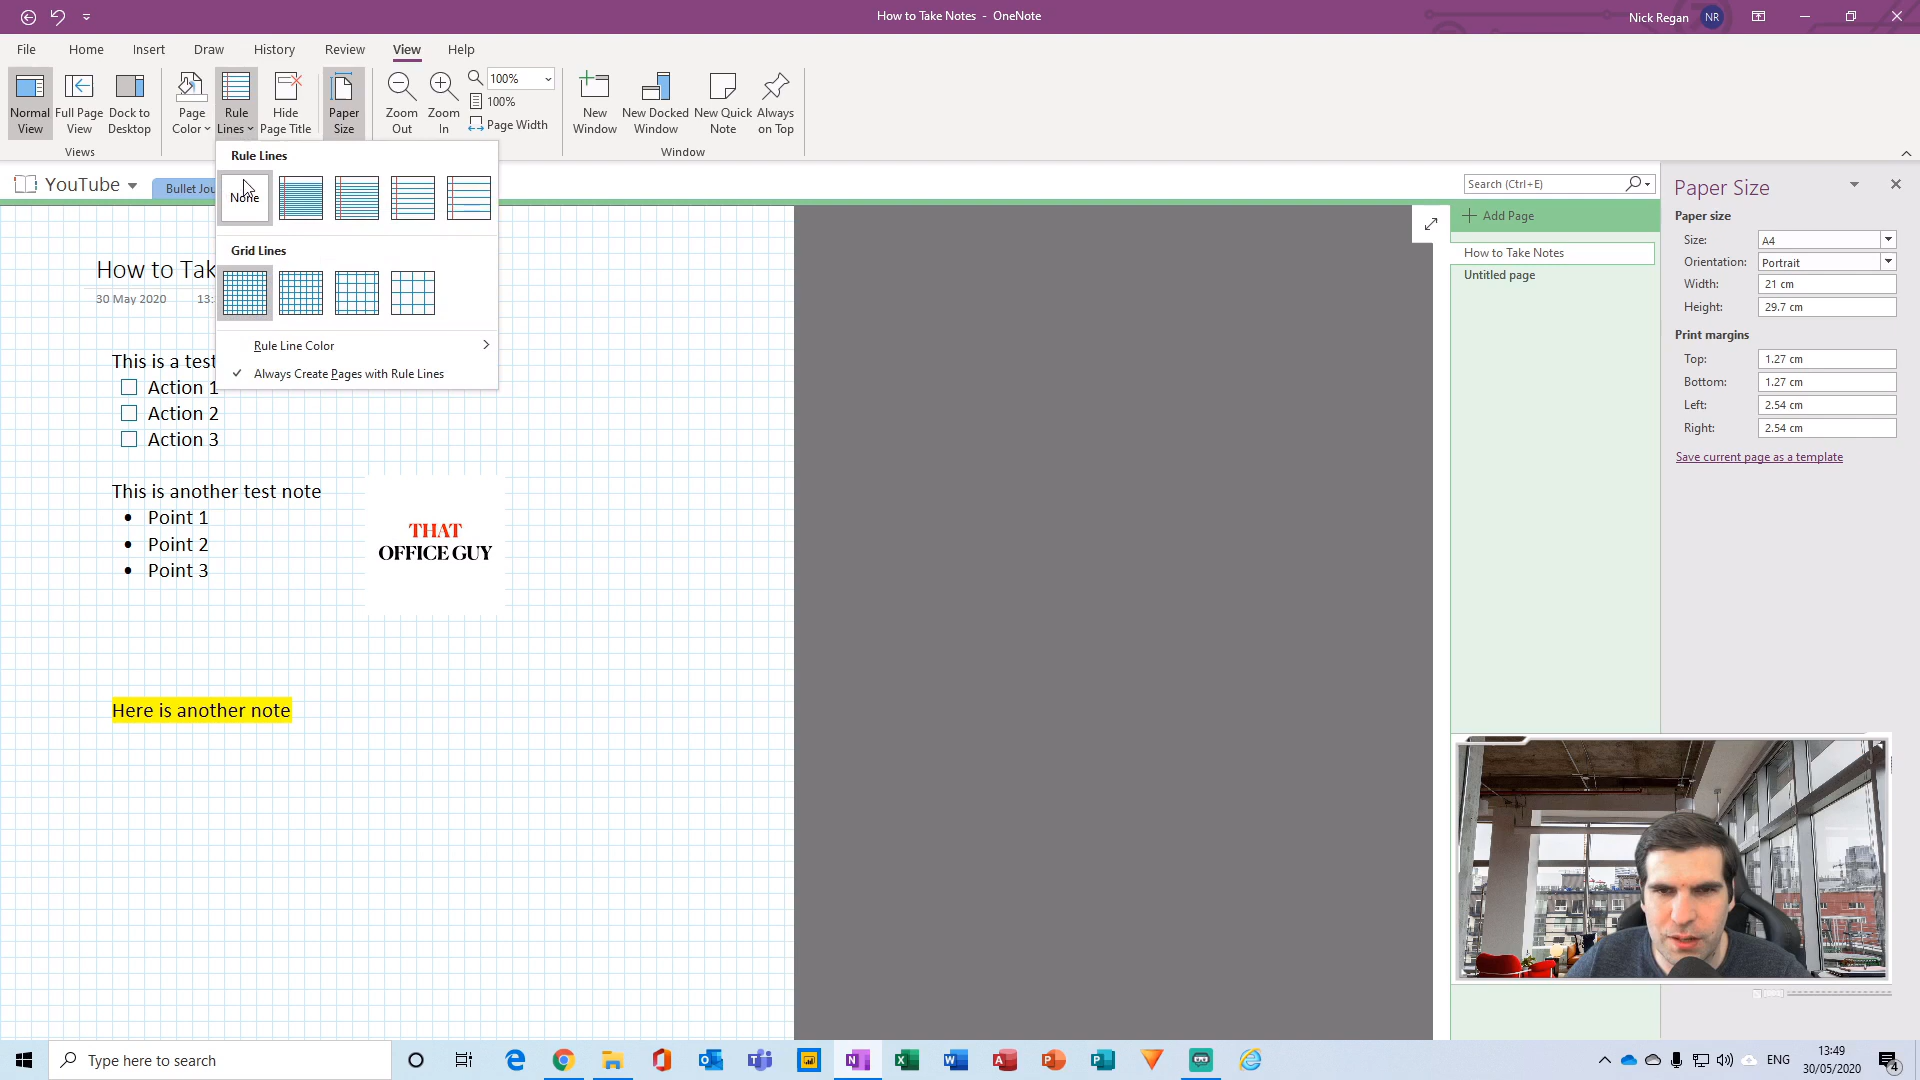 How to Take Notes - OneNote
Nick Regan NR
File Home Insert Draw History Review View Help
Normal View
Full Page View
Dock to Desktop
Page Color
Rule Lines
Hide Page Title
Paper Size
Zoom Out
Zoom In
100%
100%
Page Width
New Window
New Docked Window
New Quick Note
Always on Top
Views
Window
Rule Lines
None
Grid Lines
Rule Line Color
Always Create Pages with Rule Lines
YouTube
Bullet Jou
Search (Ctrl+E)
Add Page
How to Take Notes
Untitled page
Paper Size
Paper size
Size: A4
Orientation: Portrait
Width: 21 cm
Height: 29.7 cm
Print margins
Top: 1.27 cm
Bottom: 1.27 cm
Left: 2.54 cm
Right: 2.54 cm
Save current page as a template
How to Tak
30 May 2020 13:
This is a test
Action 1
Action 2
Action 3
This is another test note
• Point 1
• Point 2
• Point 3
THAT
OFFICE GUY
Here is another note
Type here to search
ENG
13:49
30/05/2020
4